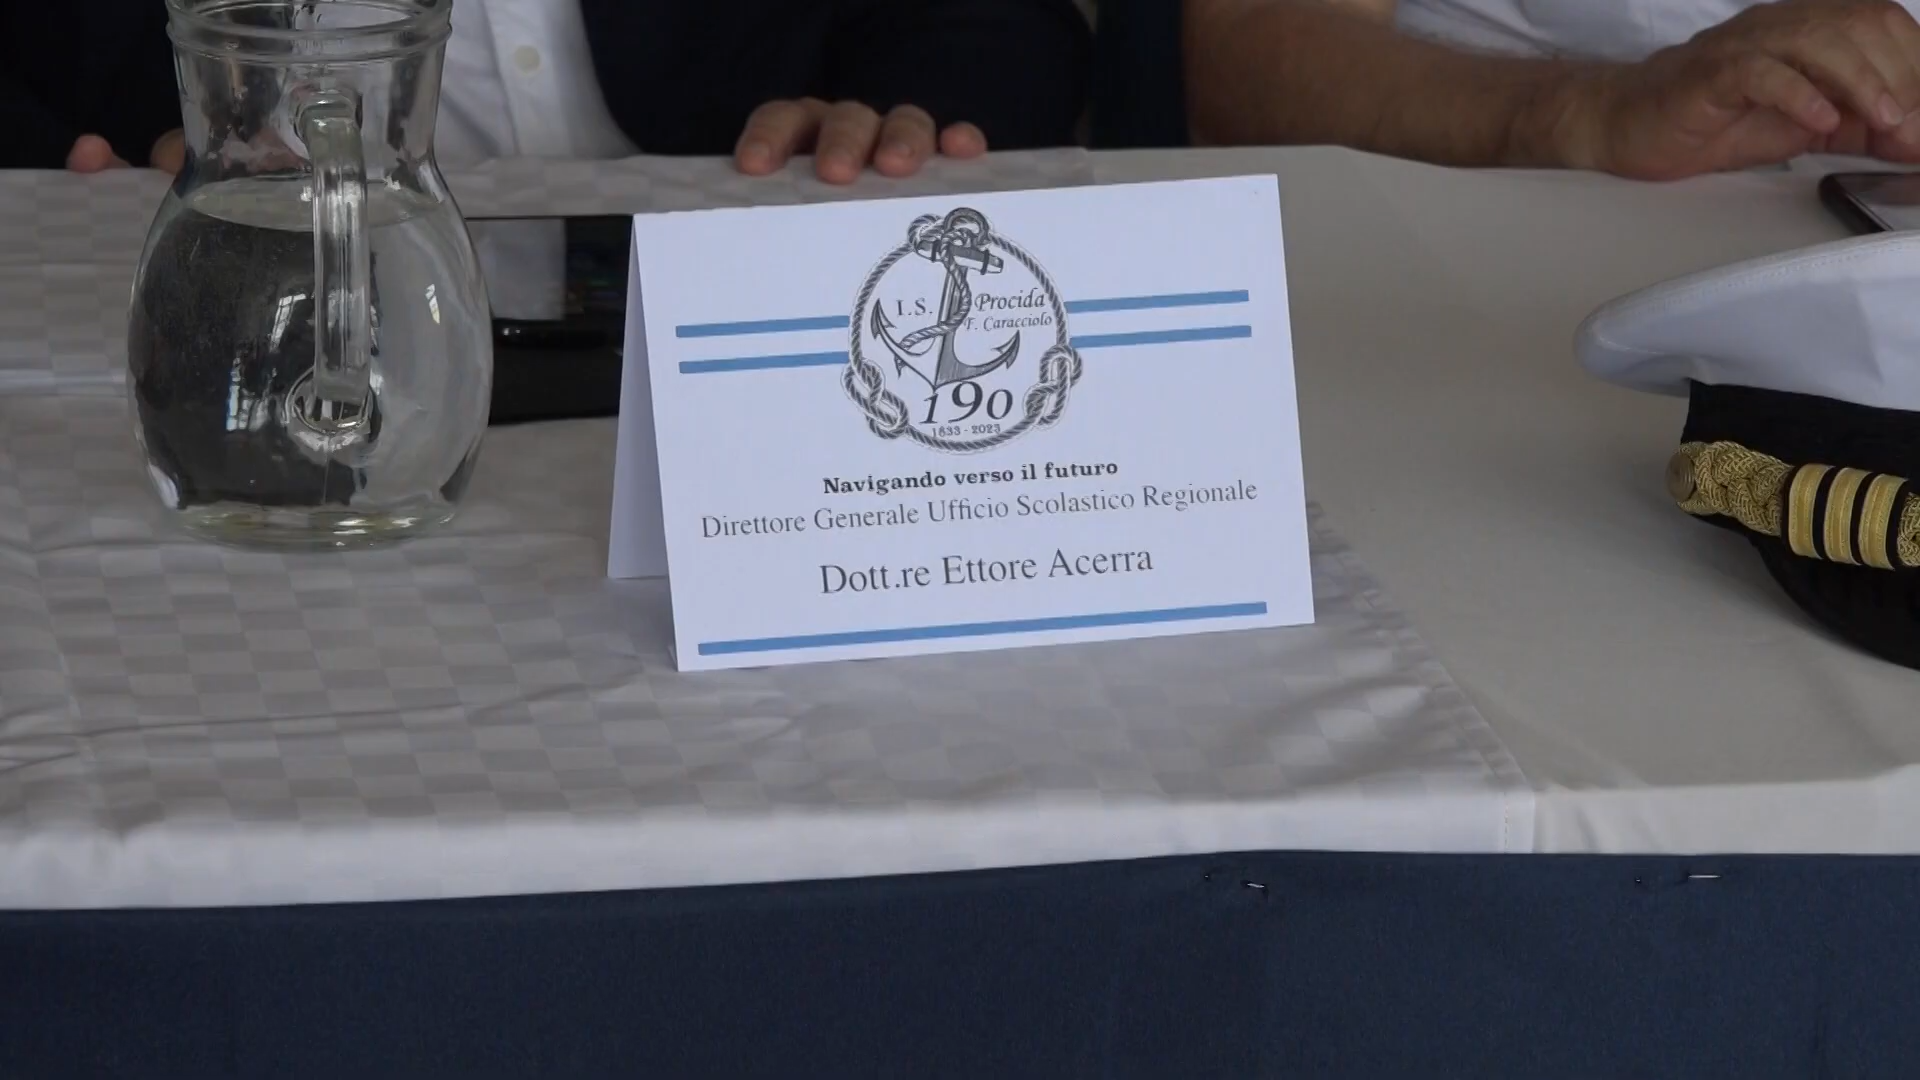 I.S. Procida
F. Caracciolo
190
1833 - 2023
Navigando verso il futuro
Direttore Generale Ufficio Scolastico Regionale
Dott.re Ettore Acerra